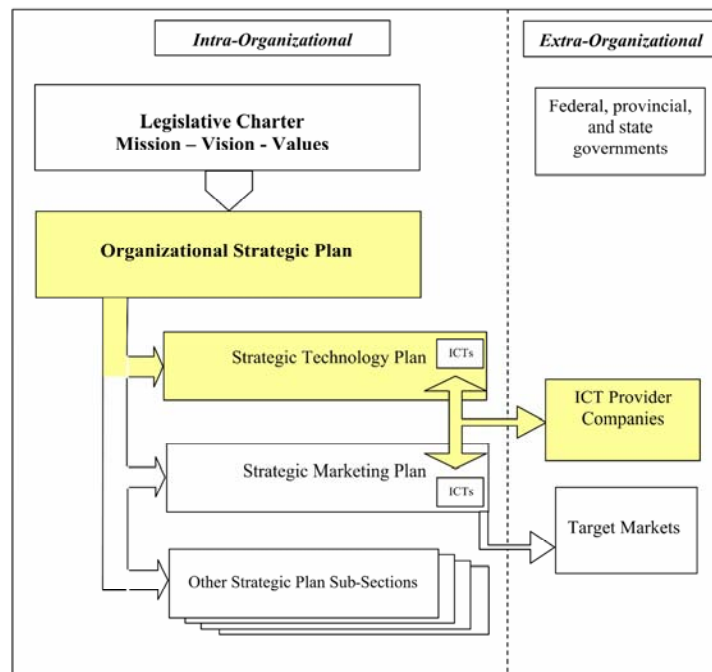 Intra-Organizational
Extra-Organizational
Legislative Charter
Mission – Vision - Values
Federal, provincial,
and state
governments
Organizational Strategic Plan
Strategic Technology Plan
ICTs
ICT Provider
Companies
Strategic Marketing Plan
ICTs
Target Markets
Other Strategic Plan Sub-Sections